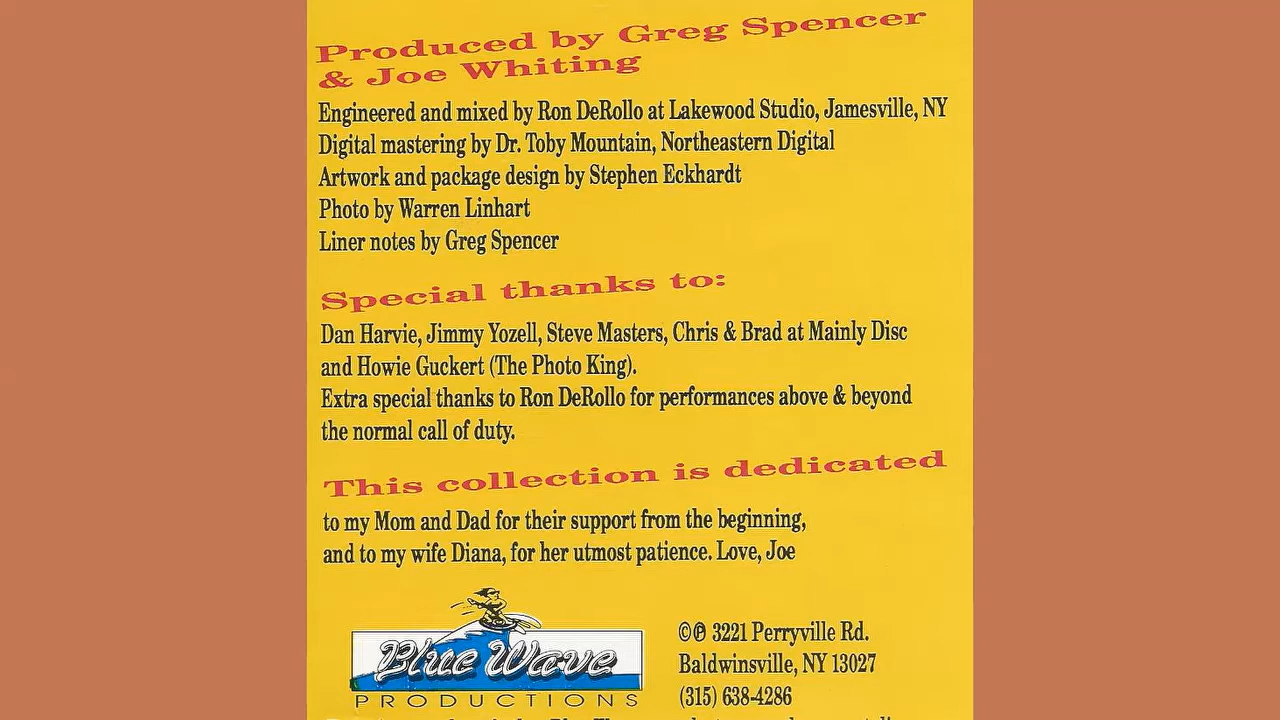 Produced by Greg Spencer
& Joe Whiting
Engineered and mixed by Ron DeRollo at Lakewood Studio, Jamesville, NY
Digital mastering by Dr. Toby Mountain, Northeastern Digital
Artwork and package design by Stephen Eckhardt
Photo by Warren Linhart
Liner notes by Greg Spencer
Special thanks to:
Dan Harvie, Jimmy Yozell, Steve Masters, Chris & Brad at Mainly Disc
and Howie Guckert (The Photo King).
Extra special thanks to Ron DeRollo for performances above & beyond
the normal call of duty.
This collection is dedicated
to my Mom and Dad for their support from the beginning,
and to my wife Diana, for her utmost patience. Love, Joe
Blue Wave
PRODUCTIONS
©℗ 3221 Perryville Rd.
Baldwinsville, NY 13027
(315) 638-4286